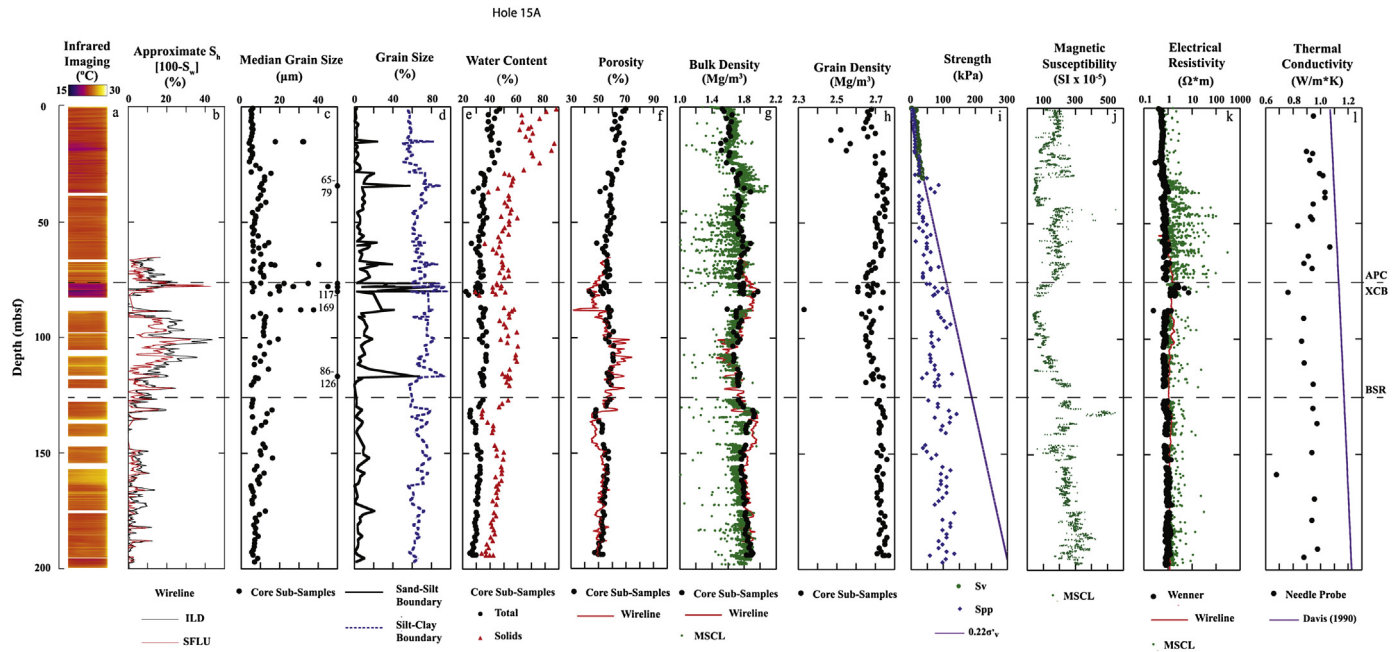 Hole 15A
Infrared Imaging (ºC)
15 30
Approximate Sh [100-Sw] (%)
0 20 40
Median Grain Size (µm)
0 20 40
Grain Size (%)
0 40 80
Water Content (%)
20 40 60 80
Porosity (%)
30 50 70 90
Bulk Density (Mg/m³)
1.0 1.4 1.8 2.2
Grain Density (Mg/m³)
2.3 2.5 2.7
Strength (kPa)
0 50 100 150 200 250 300
Magnetic Susceptibility (SI x 10⁻⁵)
100 300 500
Electrical Resistivity (Ω*m)
0.1 1 10 100 1000
Thermal Conductivity (W/m*K)
0.6 0.8 1.0 1.2
a b c d e f g h i j k l
Depth (mbsf)
0
50
100
150
200
65-79
117-169
86-126
APC
XCB
BSR
Wireline
ILD
SFLU
Core Sub-Samples
Sand-Silt Boundary
Silt-Clay Boundary
Core Sub-Samples
Total
Solids
Core Sub-Samples
Wireline
Core Sub-Samples
Wireline
MSCL
Core Sub-Samples
Sv
Spp
0.22σ'v
MSCL
Wenner
Wireline
MSCL
Needle Probe
Davis (1990)